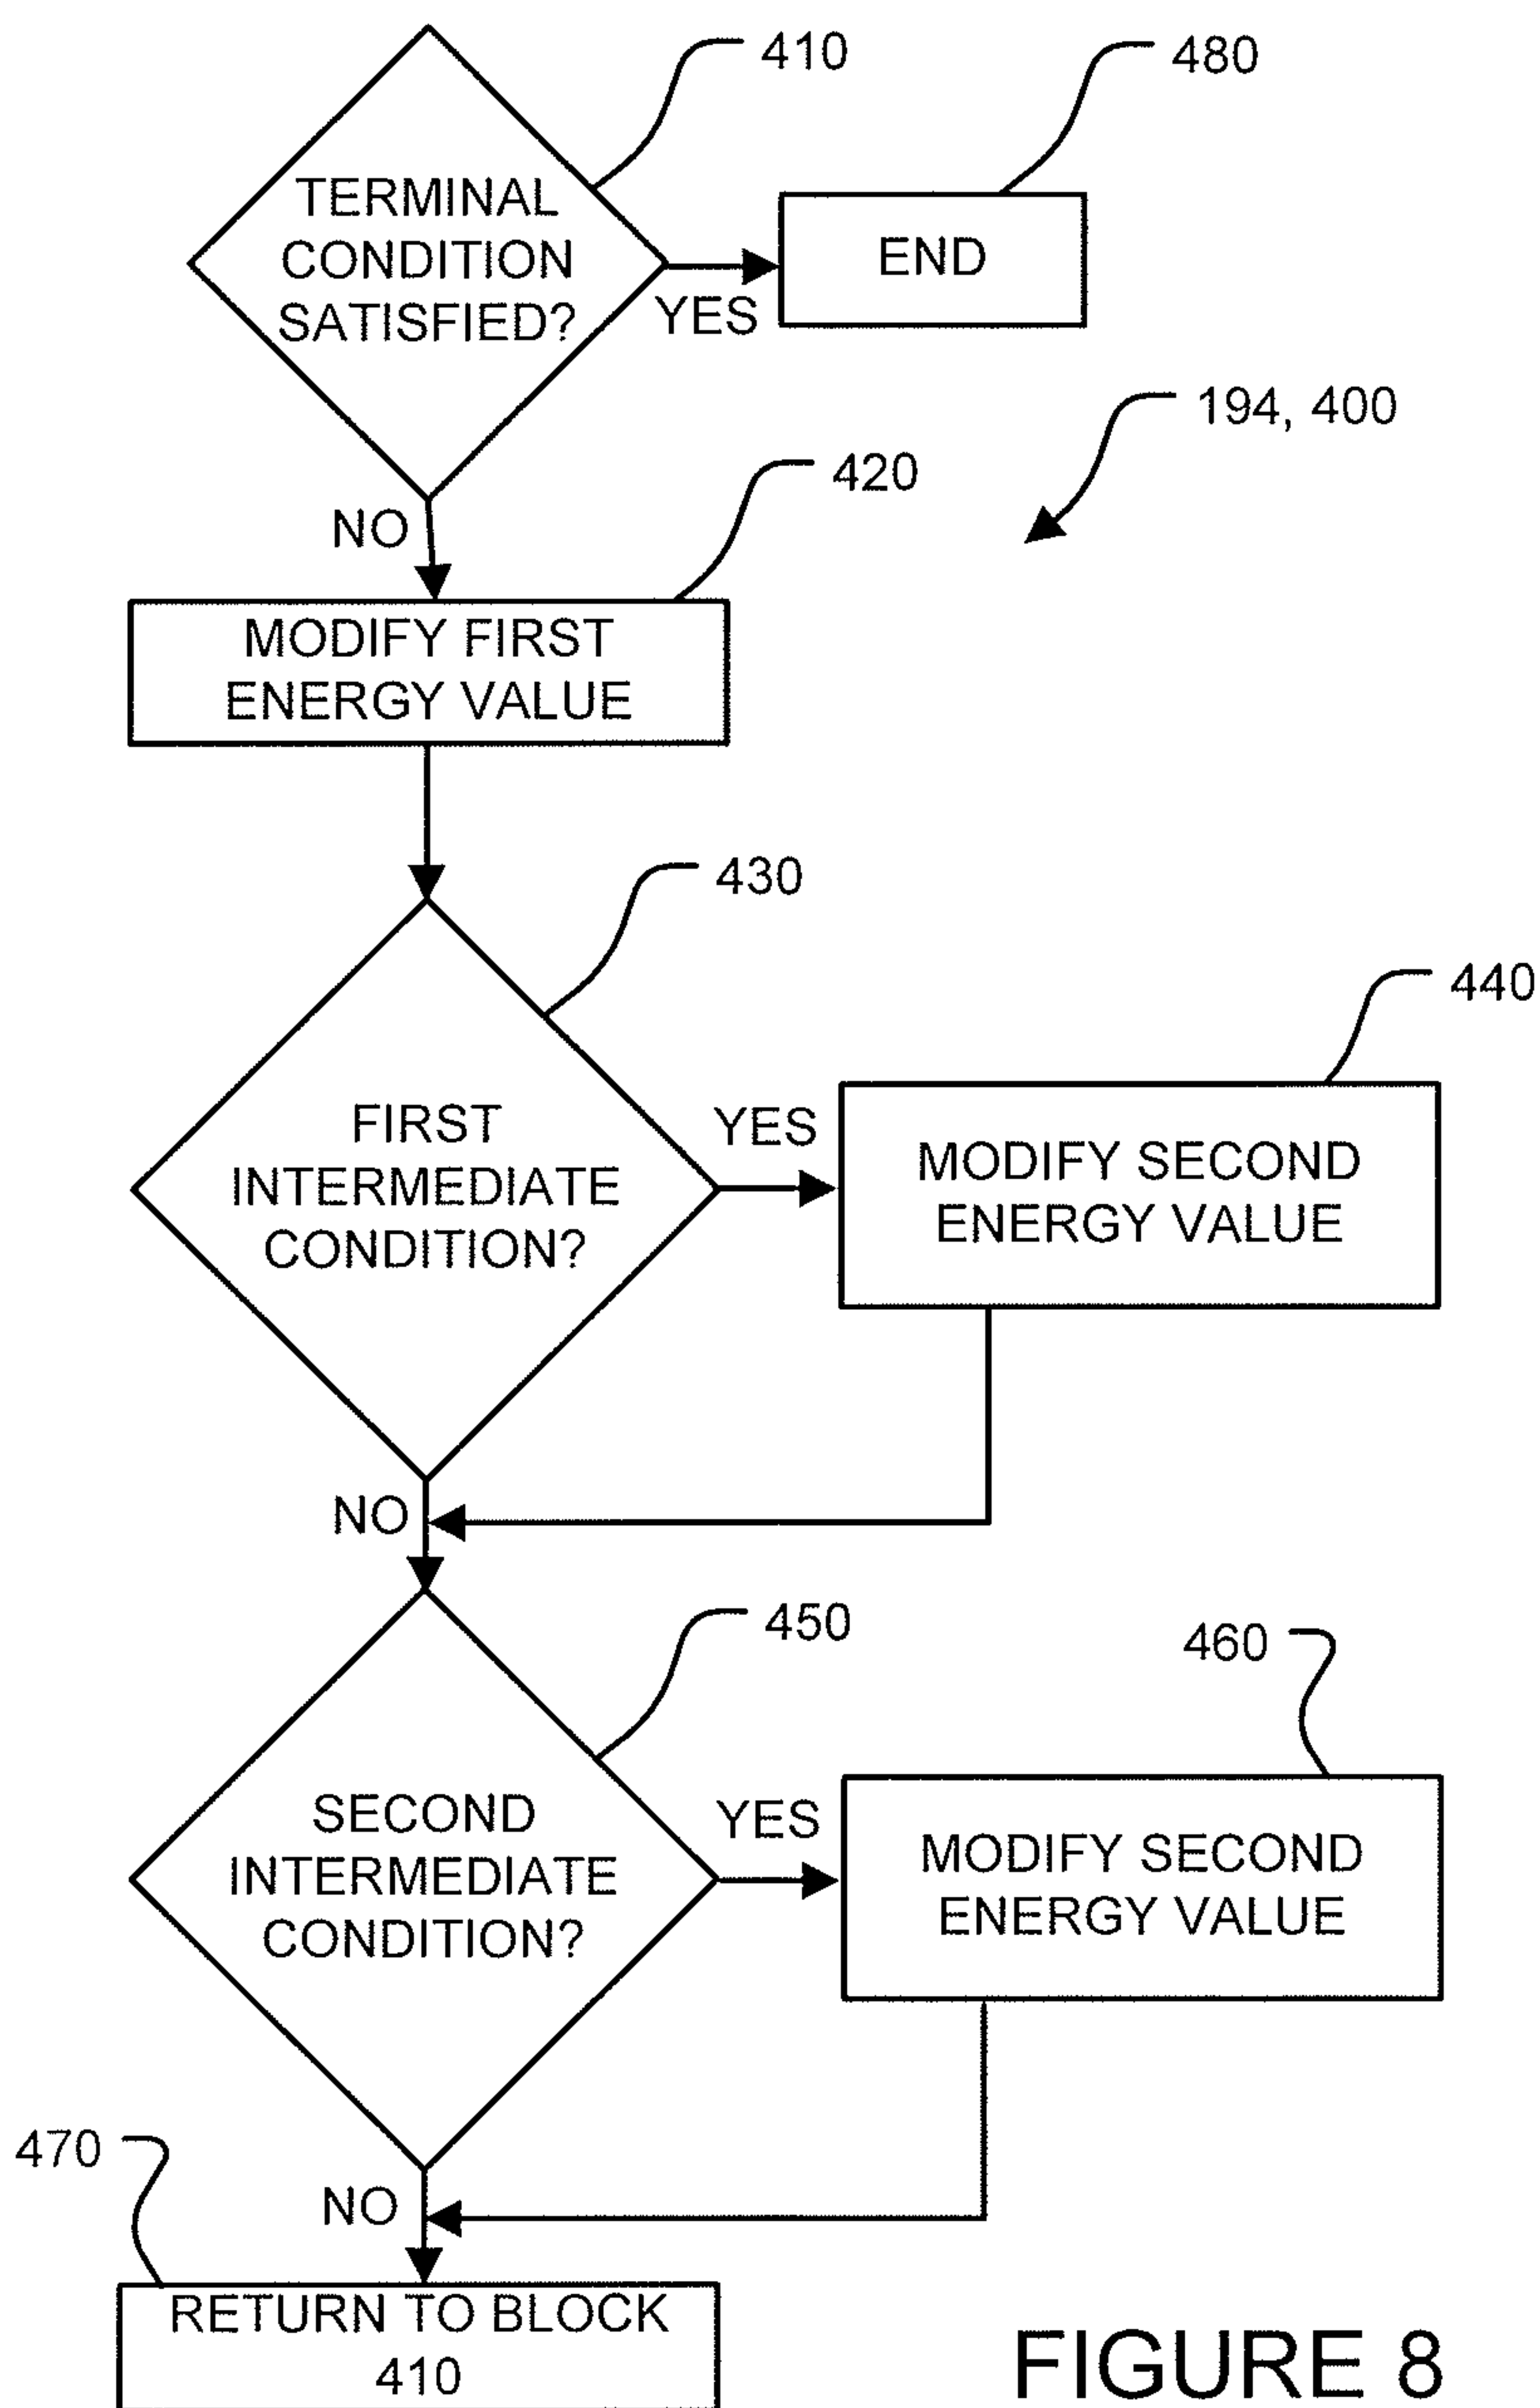 410
480
TERMINAL
CONDITION
SATISFIED?
END
YES
194, 400
420
NO
MODIFY FIRST
ENERGY VALUE
430
440
FIRST
INTERMEDIATE
CONDITION?
YES
MODIFY SECOND
ENERGY VALUE
NO
450
460
SECOND
INTERMEDIATE
CONDITION?
YES
MODIFY SECOND
ENERGY VALUE
470
NO
RETURN TO BLOCK
410
FIGURE 8